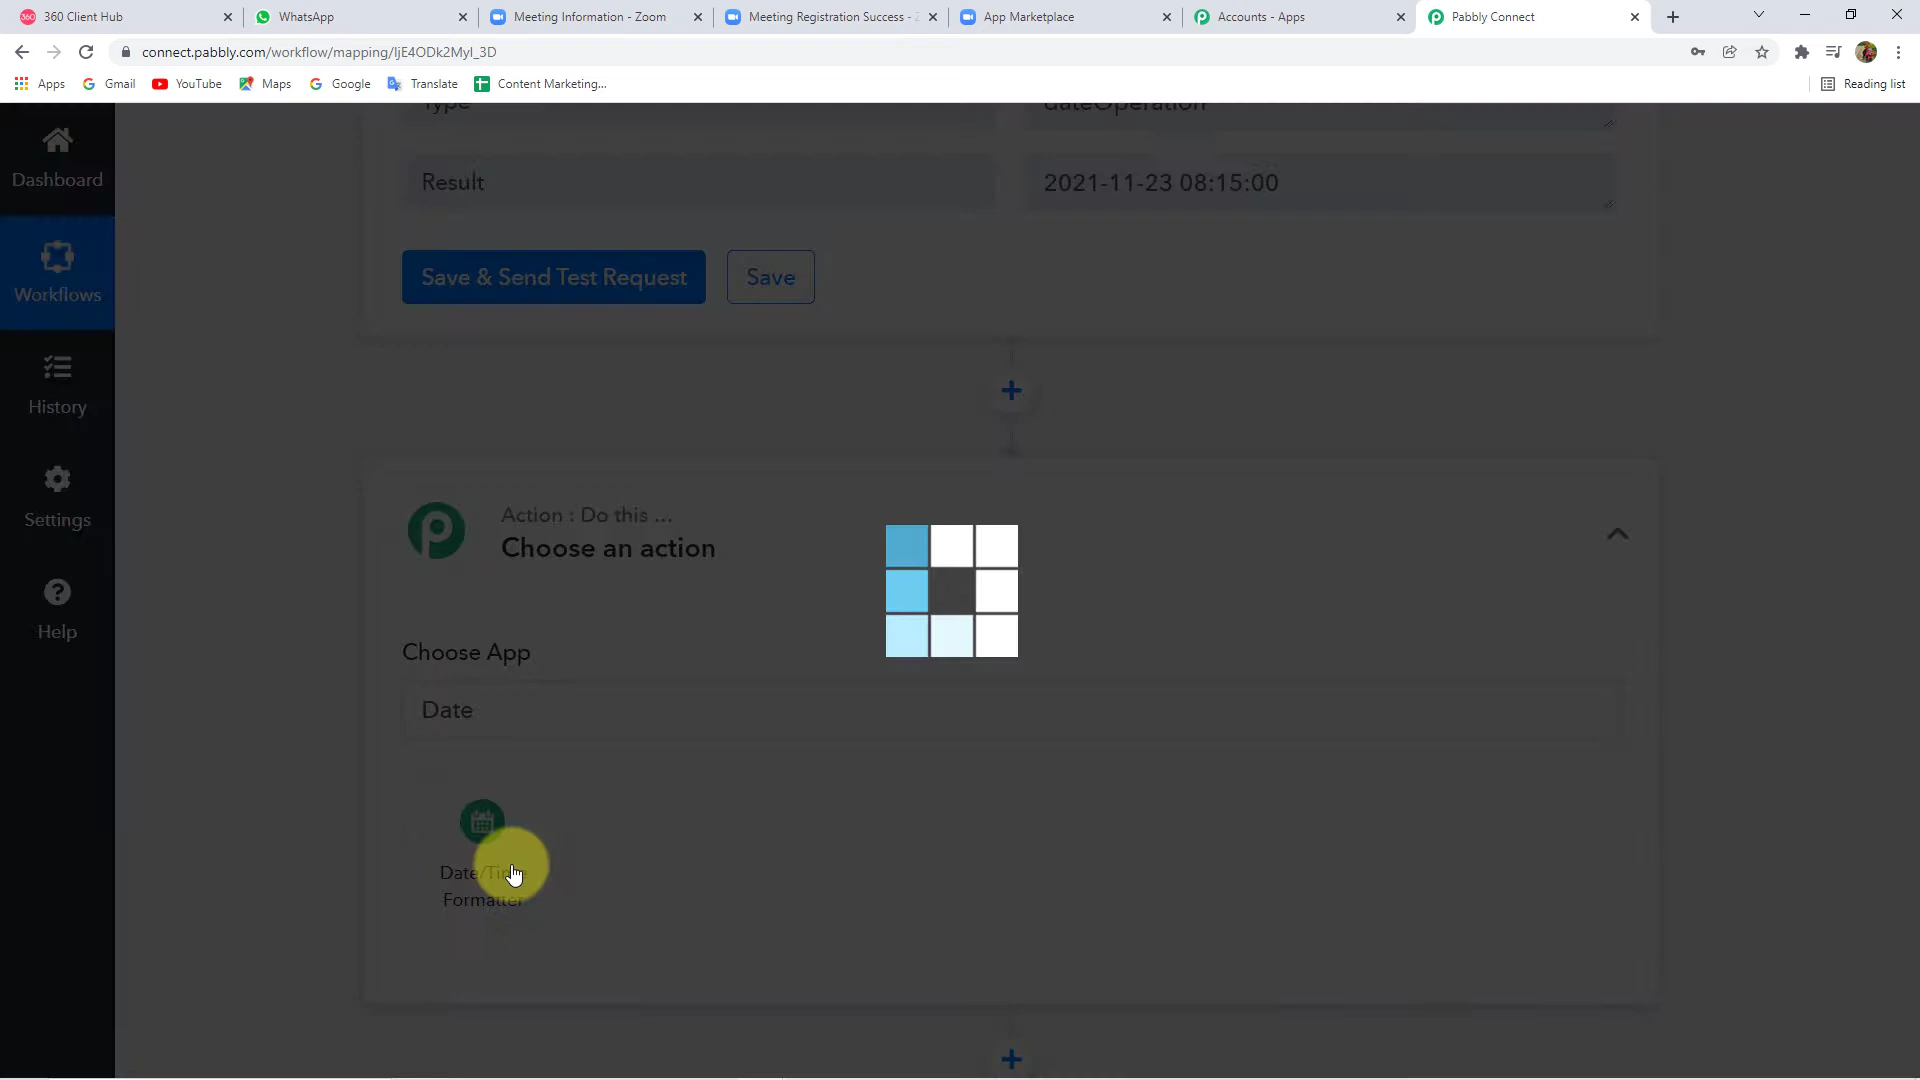 360 Client Hub
WhatsApp
Meeting Information - Zoom
Meeting Registration Success -
App Marketplace
Accounts - Apps
Pabbly Connect
connect.pabbly.com/workflow/mapping/IjE4ODk2MyI_3D
Apps
Gmail
YouTube
Maps
Google
Translate
Content Marketing...
Reading list
Type
dateOperation
Dashboard
Result
2021-11-23 08:15:00
Save & Send Test Request
Save
Workflows
History
Settings
Help
Action : Do this ...
Choose an action
Choose App
Date
Date/Time
Formatter